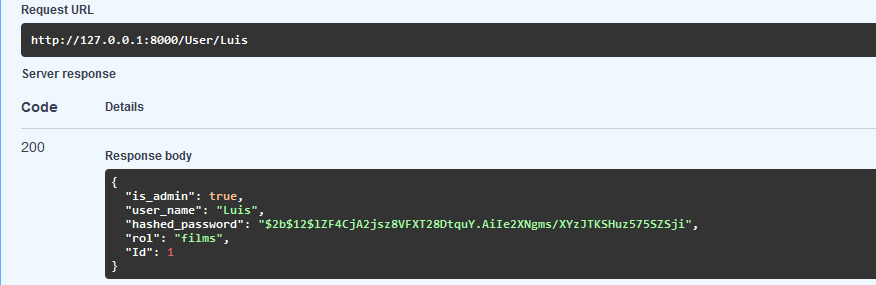 Request URL
http://127.0.0.1:8000/User/Luis
Server response
Code Details
200
Response body
{
  "is_admin": true,
  "user_name": "Luis",
  "hashed_password": "$2b$12$lZF4CjA2jsz8VFXT28DtquY.AiIe2XNgms/XYzJTKSHuz575SZSji",
  "rol": "films",
  "Id": 1
}